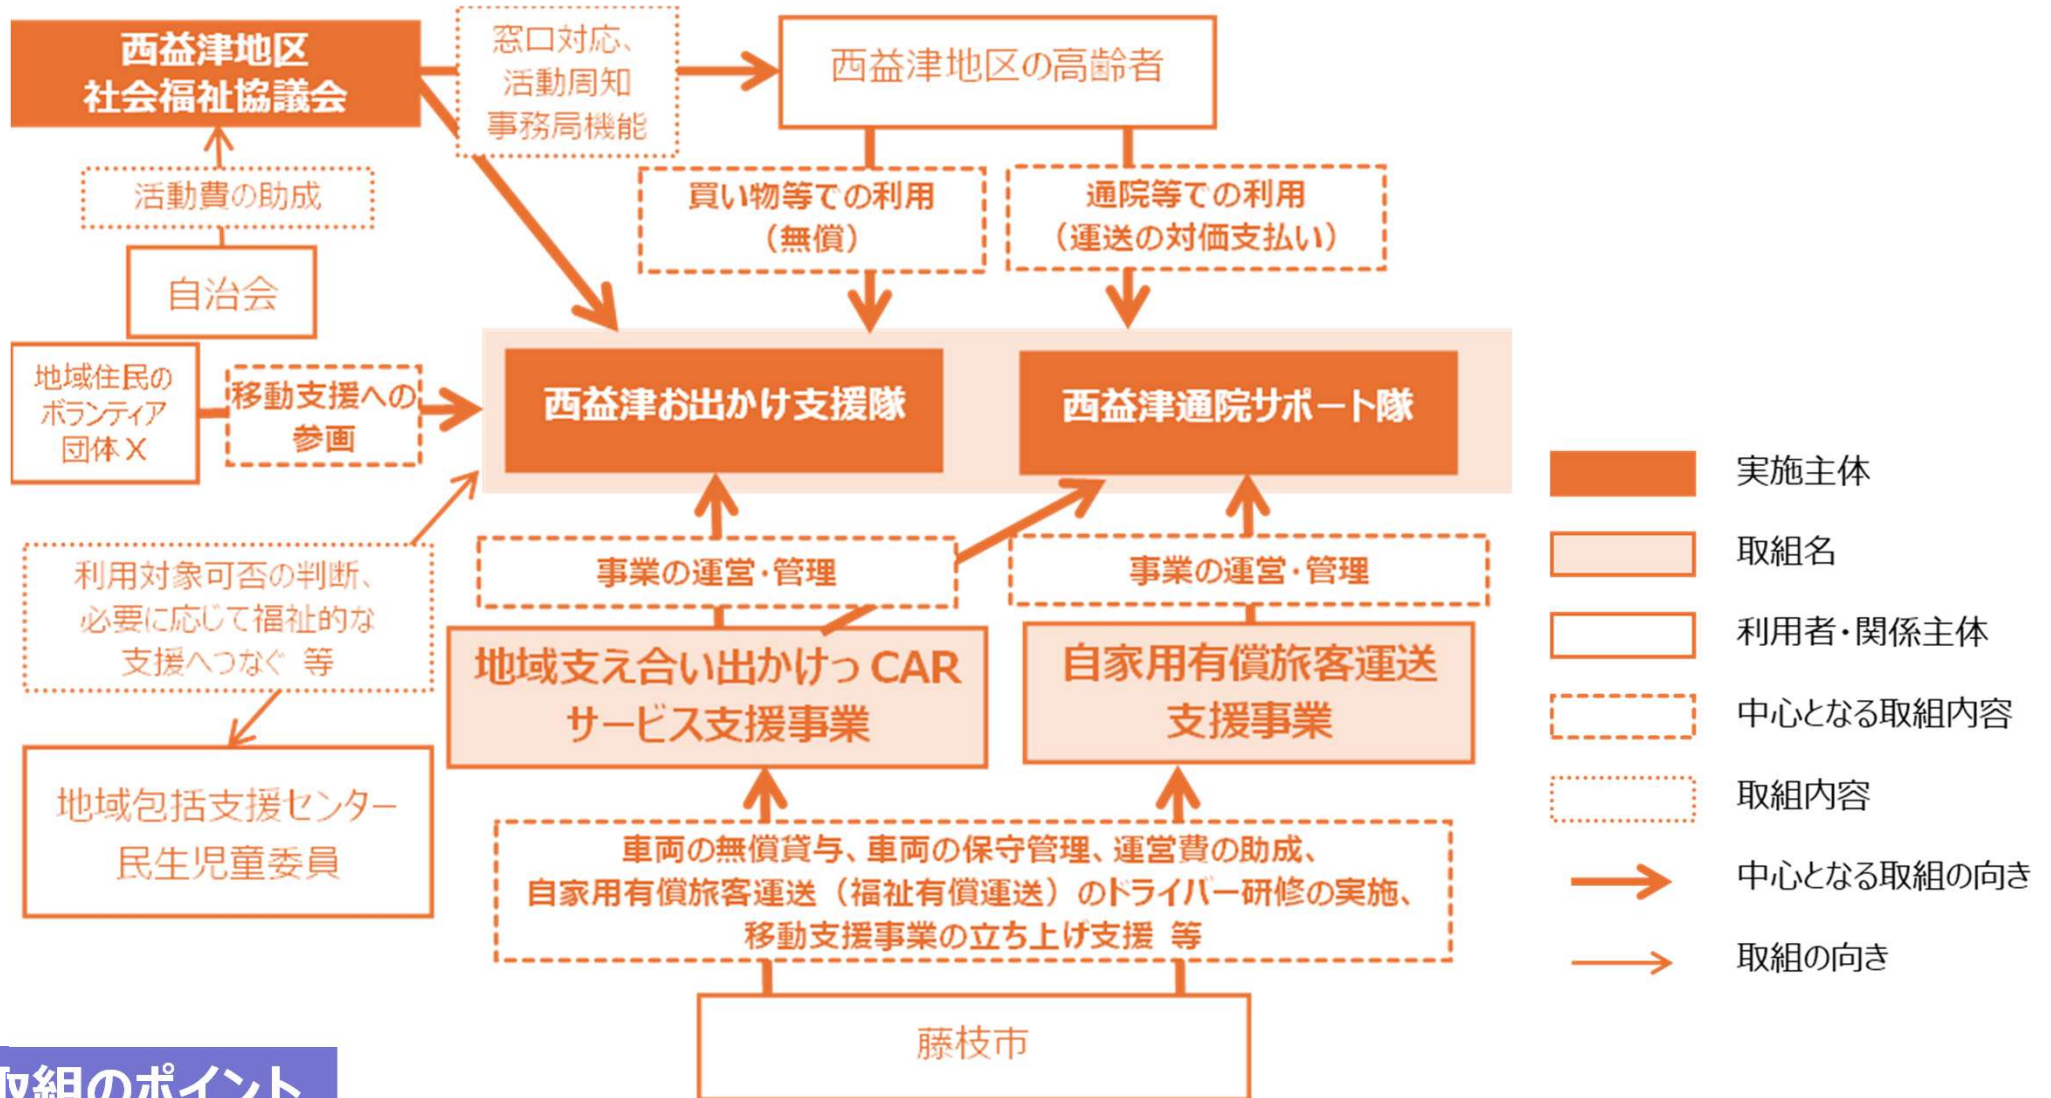 西益津地区
社会福祉協議会
窓口対応、
活動周知
事務局機能
西益津地区の高齢者
活動費の助成
自治会
買い物等での利用
（無償）
通院等での利用
（運送の対価支払い）
地域住民の
ボランティア
団体X
移動支援への
参画
西益津お出かけ支援隊
西益津通院サポート隊
利用対象可否の判断、
必要に応じて福祉的な
支援へつなぐ 等
事業の運営・管理
事業の運営・管理
地域支え合い出かけっCAR
サービス支援事業
自家用有償旅客運送
支援事業
地域包括支援センター
民生児童委員
車両の無償貸与、車両の保守管理、運営費の助成、
自家用有償旅客運送（福祉有償運送）のドライバー研修の実施、
移動支援事業の立ち上げ支援 等
藤枝市
実施主体
取組名
利用者・関係主体
中心となる取組内容
取組内容
中心となる取組の向き
取組の向き
取組のポイント